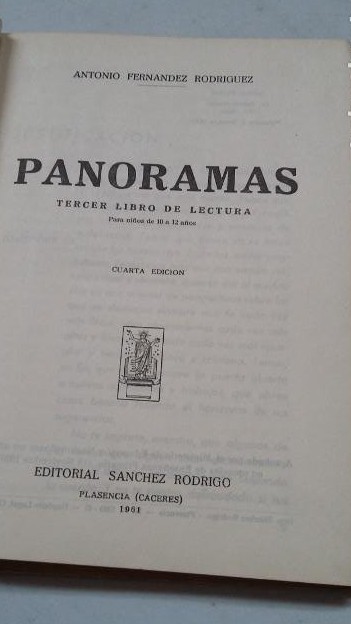 ANTONIO FERNANDEZ RODRIGUEZ
PANORAMAS
TERCER LIBRO DE LECTURA
Para niños de 10 a 12 años
CUARTA EDICION
EDITORIAL SANCHEZ RODRIGO
PLASENCIA (CACERES)
1961